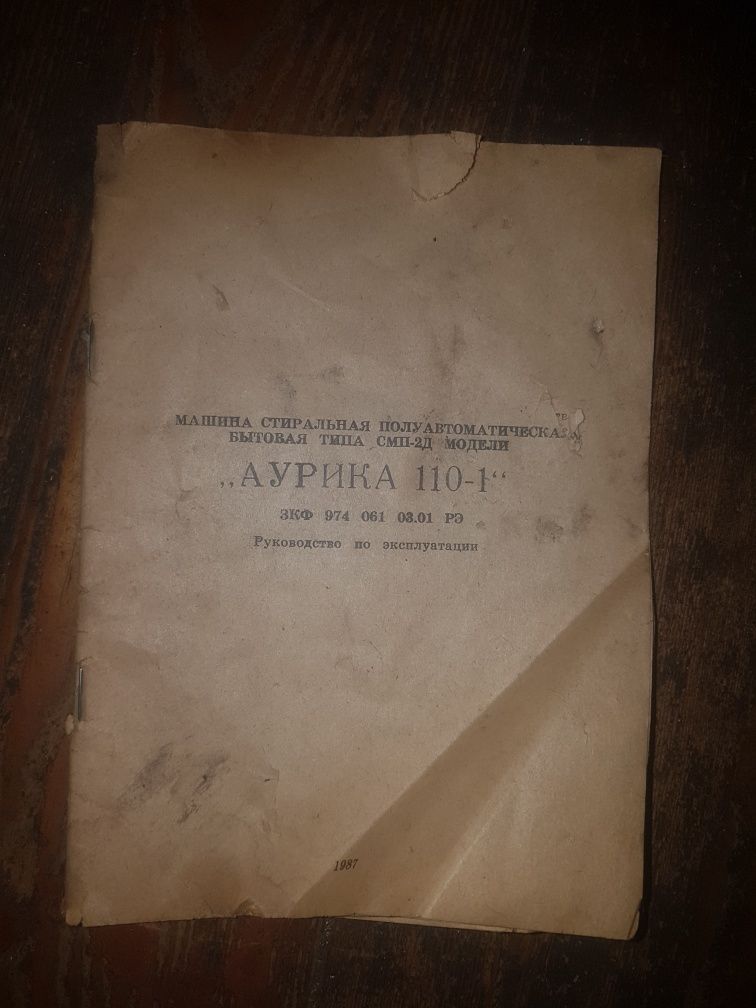 МАШИНА СТИРАЛЬНАЯ ПОЛУАВТОМАТИЧЕСКАЯ
БЫТОВАЯ ТИПА СМП-2Д МОДЕЛИ
„АУРИКА 110-1“
ЗКФ 974 061 03.01 РЭ
Руководство по эксплуатации
1987